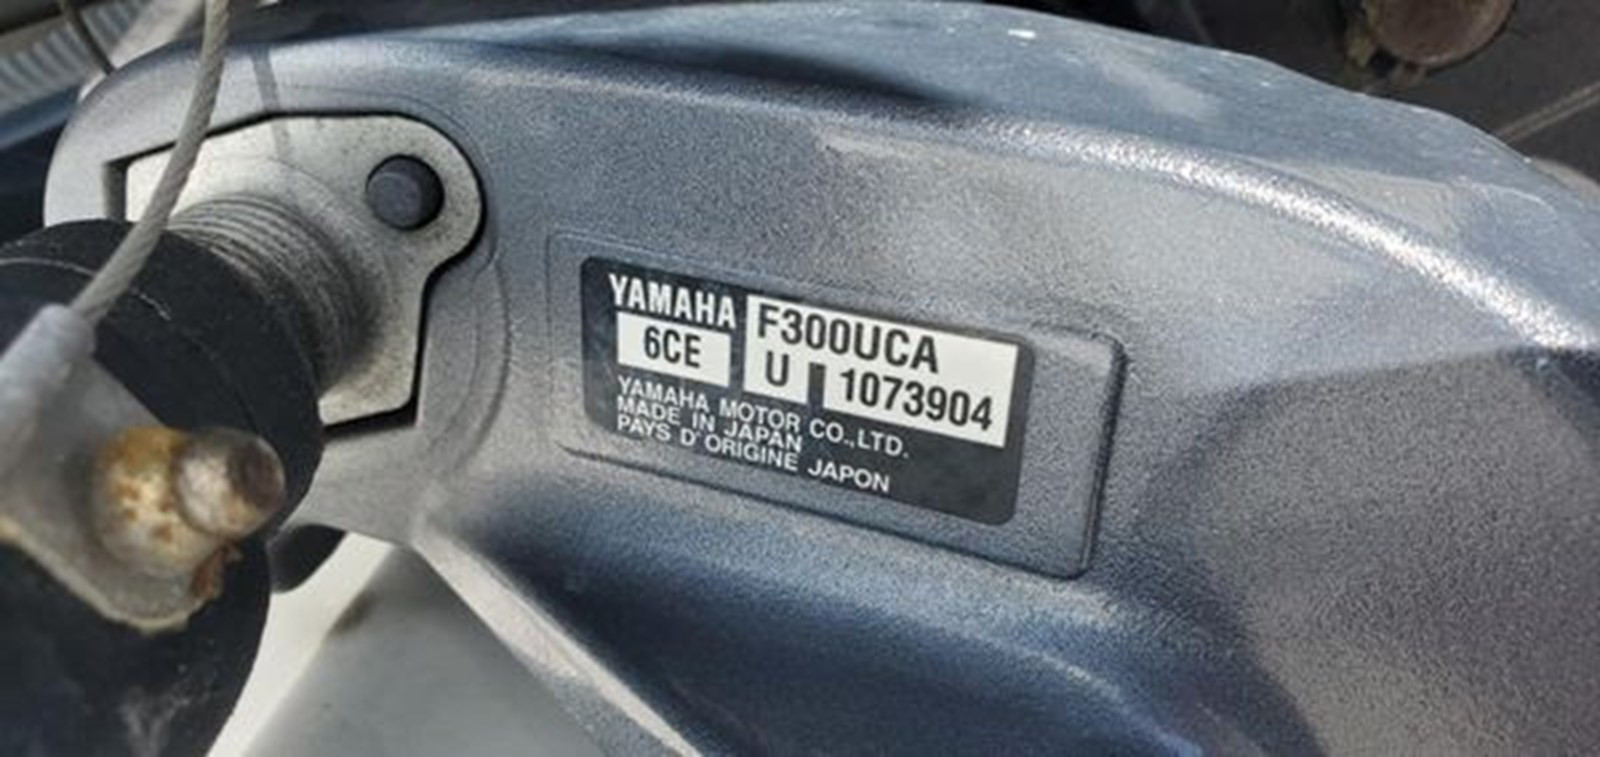 YAMAHA F300UCA
6CE U 1073904
YAMAHA MOTOR CO.,LTD.
MADE IN JAPAN
PAYS D'ORIGINE JAPON